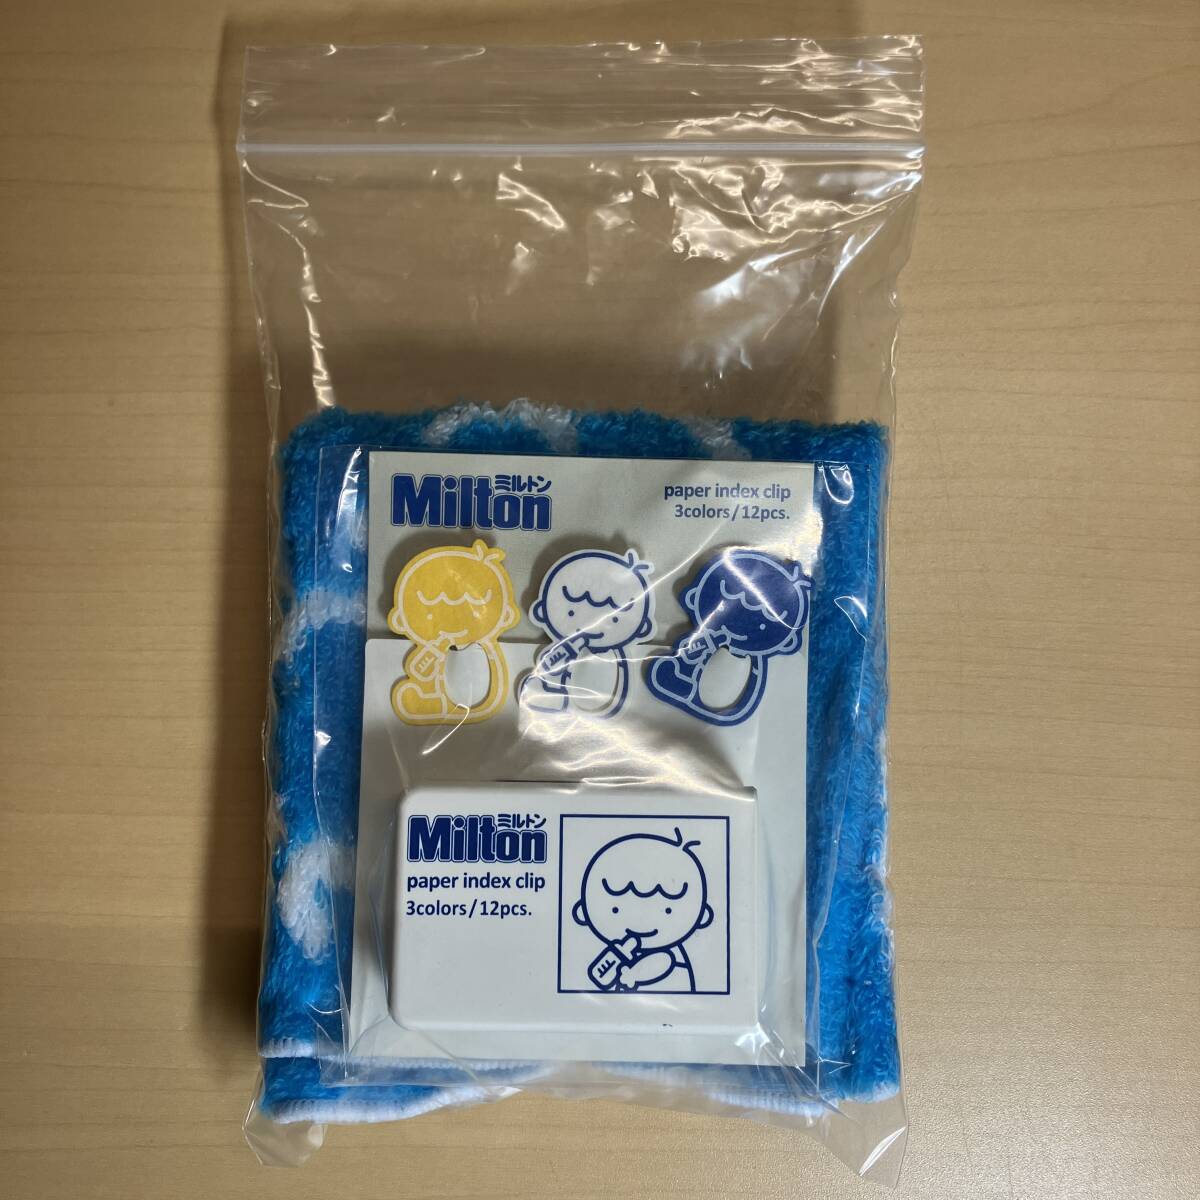 ミルトン
Milton
paper index clip
3colors/12pcs.
ミルトン
Milton
paper index clip
3colors/12pcs.